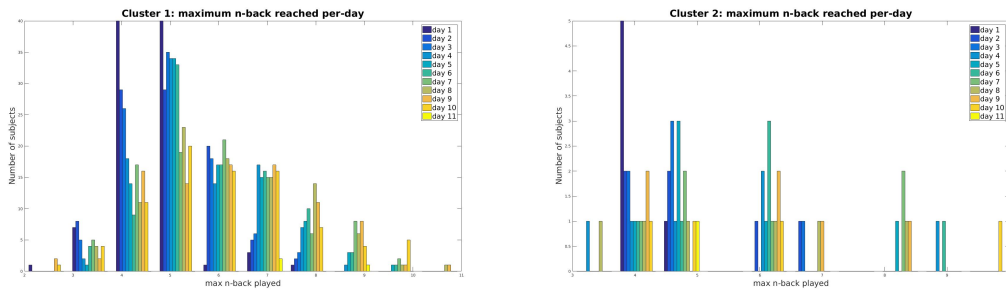 Cluster 1: maximum n-back reached per-day
40
35
30
25
20
15
10
5
0
Number of subjects
2 3 4 5 6 7 8 9 10 11
max n-back played
day 1
day 2
day 3
day 4
day 5
day 6
day 7
day 8
day 9
day 10
day 11
Cluster 2: maximum n-back reached per-day
5
4.5
4
3.5
3
2.5
2
1.5
1
0.5
0
Number of subjects
3 4 5 6 7 8 9
max n-back played
day 1
day 2
day 3
day 4
day 5
day 6
day 7
day 8
day 9
day 10
day 11